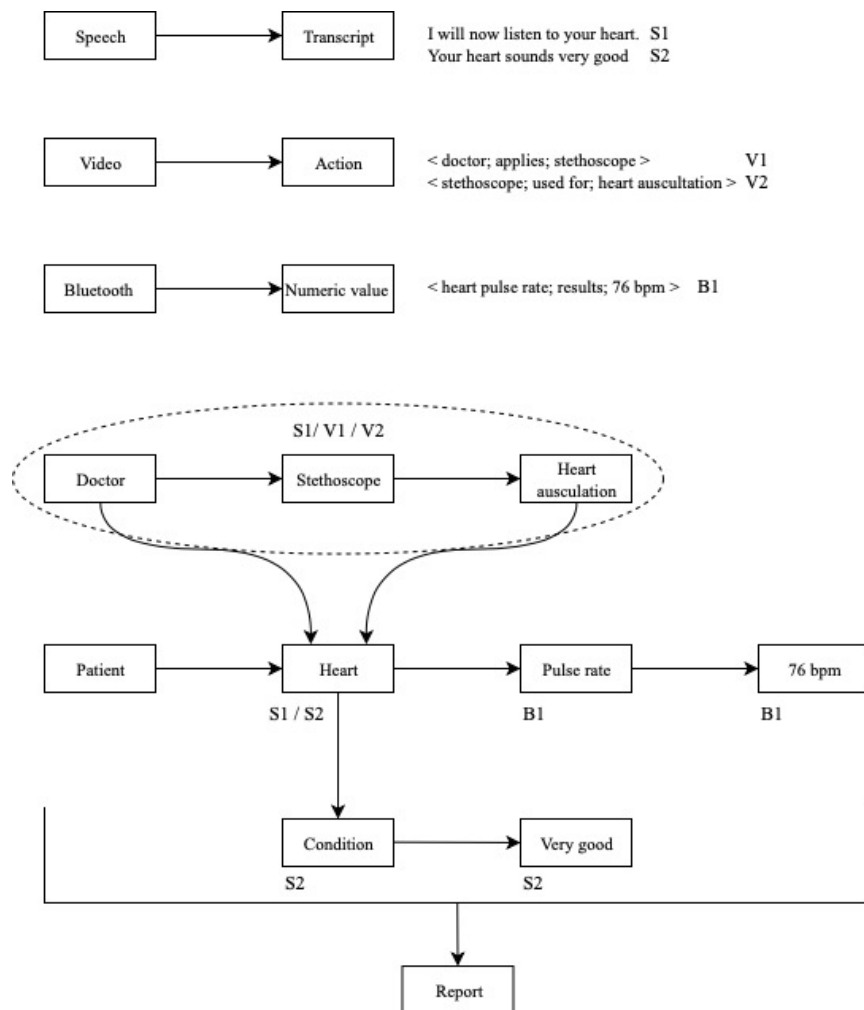 Speech
Transcript
I will now listen to your heart. S1
Your heart sounds very good S2
Video
Action
< doctor; applies; stethoscope > V1
< stethoscope; used for; heart auscultation > V2
Bluetooth
Numeric value
< heart pulse rate; results; 76 bpm > B1
S1/ V1 / V2
Doctor
Stethoscope
Heart
ausculation
Patient
Heart
Pulse rate
76 bpm
S1 / S2
B1
B1
Condition
Very good
S2
S2
Report